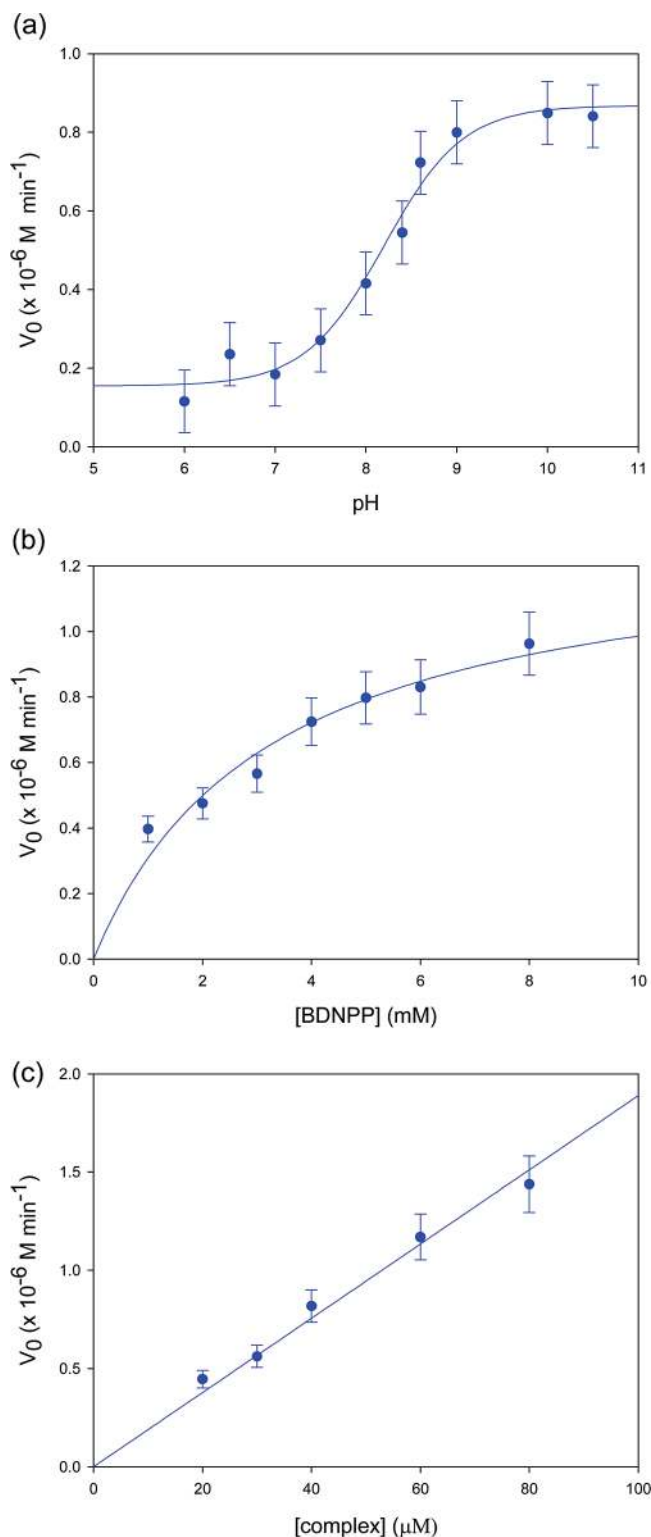 (a)
1.0
0.8
0.6
0.4
0.2
0.0
V₀ (x 10⁻⁶ M min⁻¹)
5 6 7 8 9 10 11
pH
(b)
1.2
1.0
0.8
0.6
0.4
0.2
0.0
V₀ (x 10⁻⁶ M min⁻¹)
0 2 4 6 8 10
[BDNPP] (mM)
(c)
2.0
1.5
1.0
0.5
0.0
V₀ (x 10⁻⁶ M min⁻¹)
0 20 40 60 80 100
[complex] (μM)